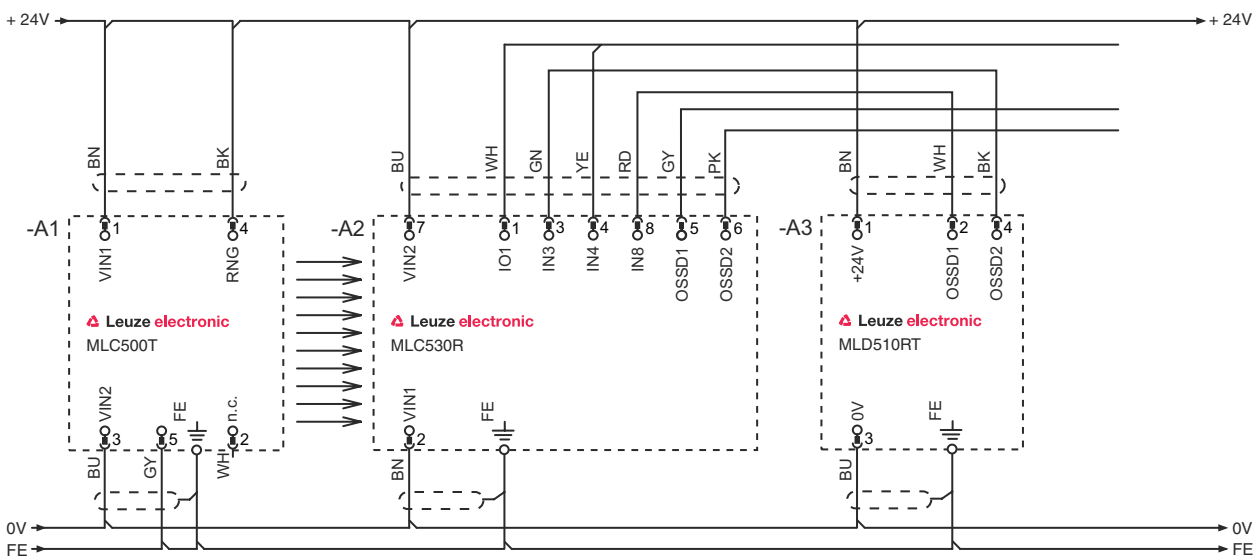 + 24V
+ 24V
BN
BK
BU
WH
GN
YE
RD
GY
PK
BN
WH
BK
-A1
1
4
-A2
7
1
3
4
8
5
6
-A3
1
2
4
VIN1
RNG
VIN2
IO1
IN3
IN4
IN8
OSSD1
OSSD2
+24V
OSSD1
OSSD2
Leuze electronic
MLC500T
Leuze electronic
MLC530R
Leuze electronic
MLD510RT
VIN2
FE
n.c.
VIN1
FE
0V
FE
3
5
2
2
3
BU
GY
WH
BN
BU
0V
0V
FE
FE